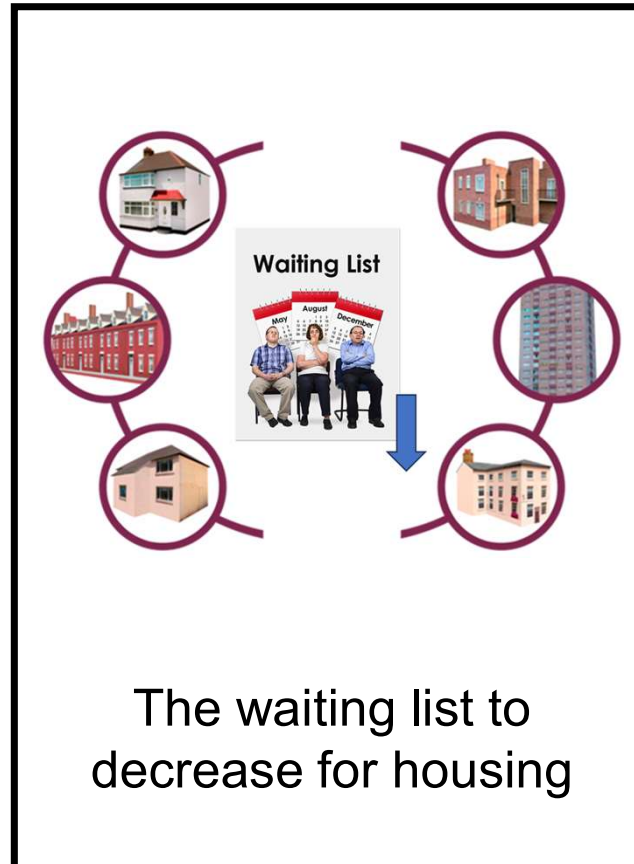 Waiting List
May
August
December
The waiting list to
decrease for housing